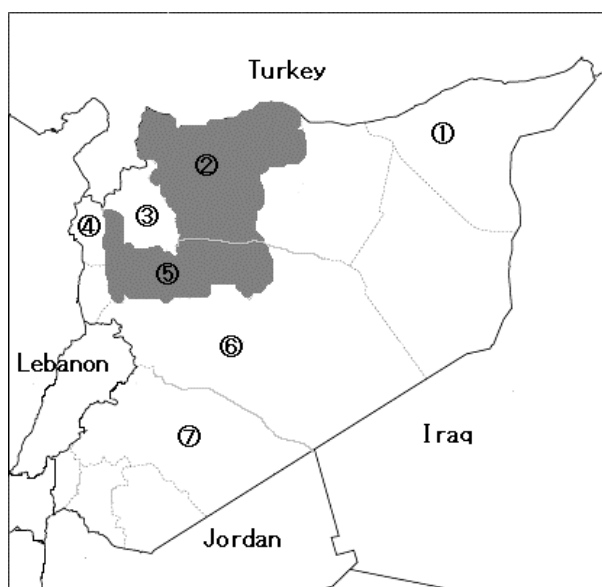 Turkey
①
②
③
④
⑤
⑥
Lebanon
⑦
Iraq
Jordan